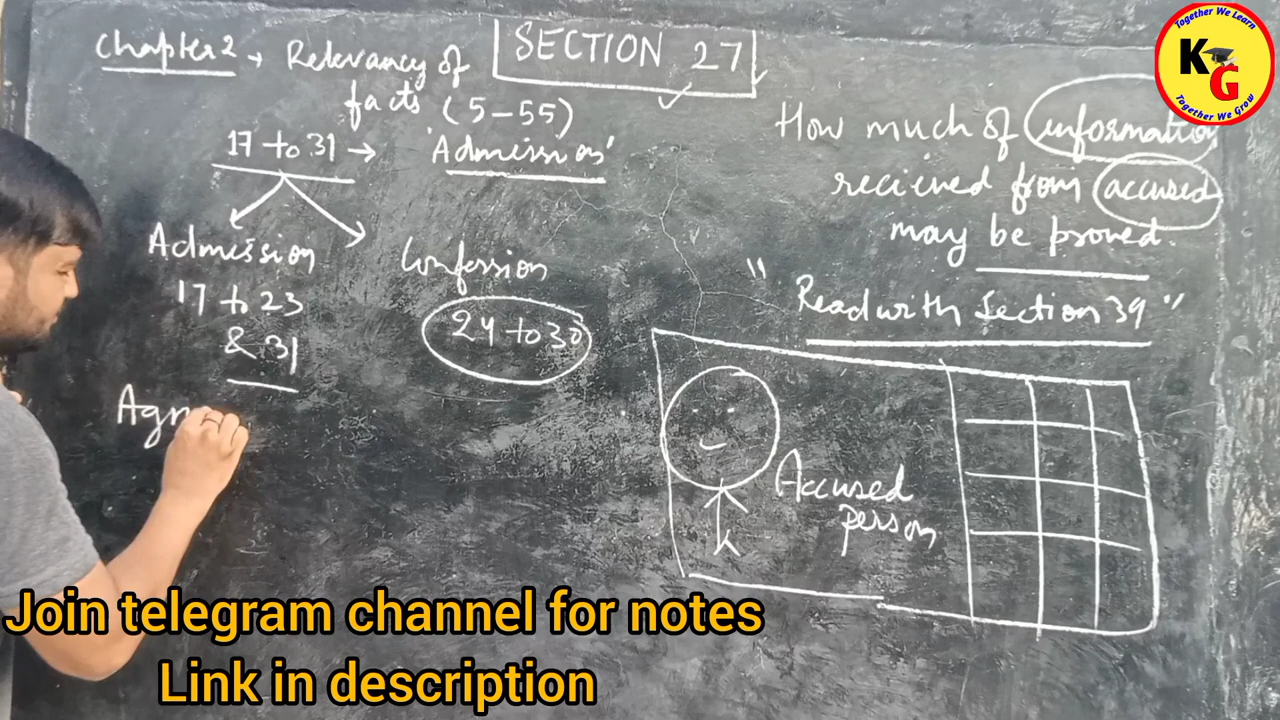 Chapter 2 → Relevancy of
facts (5-55)
SECTION 27
17 to 31 → 'Admission'
Admission
17 to 23
& 31
Confession
24 to 30
Agr
How much of information
recieved from accused
may be proved.
"Read with Section 39"
Accused
person
Together We Learn
KG
Together We Grow
Join telegram channel for notes
Link in description